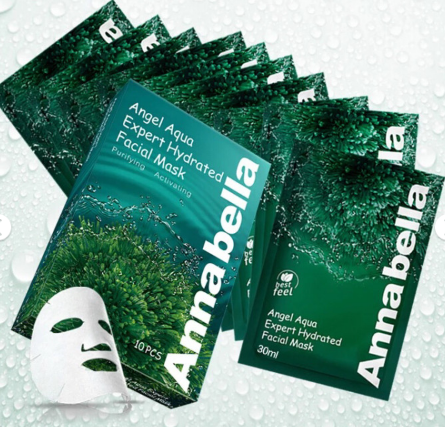 Angel Aqua
Expert Hydrated
Facial Mask
Purifying Activating
Annabella
10 PCS
a
a
best
feel
Angel Aqua
Expert Hydrated
Facial Mask
30ml
Annabella